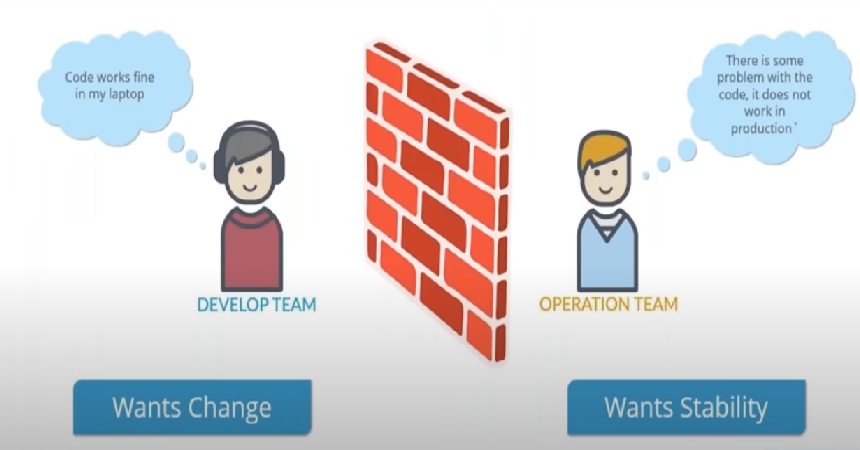 Code works fine
in my laptop
There is some
problem with the
code, it does not
work in
production`
DEVELOP TEAM
OPERATION TEAM
Wants Change
Wants Stability